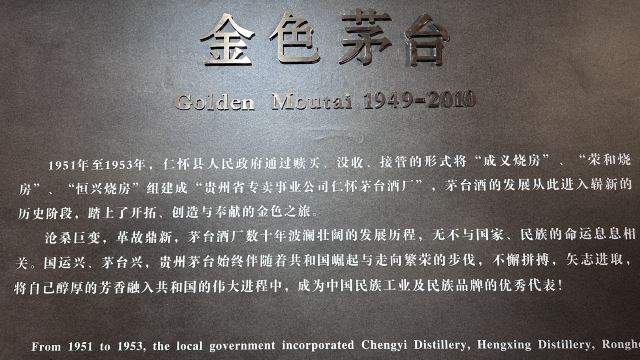 金色茅台
Golden Moutai 1949-2010
1951年至1953年，仁怀县人民政府通过赎买、没收、接管的形式将“成义烧房”、“荣和烧
房”、“恒兴烧房”组建成“贵州省专卖事业公司仁怀茅台酒厂”，茅台酒的发展从此进入崭新的
历史阶段，踏上了开拓、创造与奉献的金色之旅。
沧桑巨变，革故鼎新，茅台酒厂数十年波澜壮阔的发展历程，无不与国家、民族的命运息息相
关。国运兴、茅台兴，贵州茅台始终伴随着共和国崛起与走向繁荣的步伐，不懈拼搏，矢志进取，
将自己醇厚的芳香融入共和国的伟大进程中，成为中国民族工业及民族品牌的优秀代表！
From 1951 to 1953, the local government incorporated Chengyi Distillery, Hengxing Distillery, Rongh